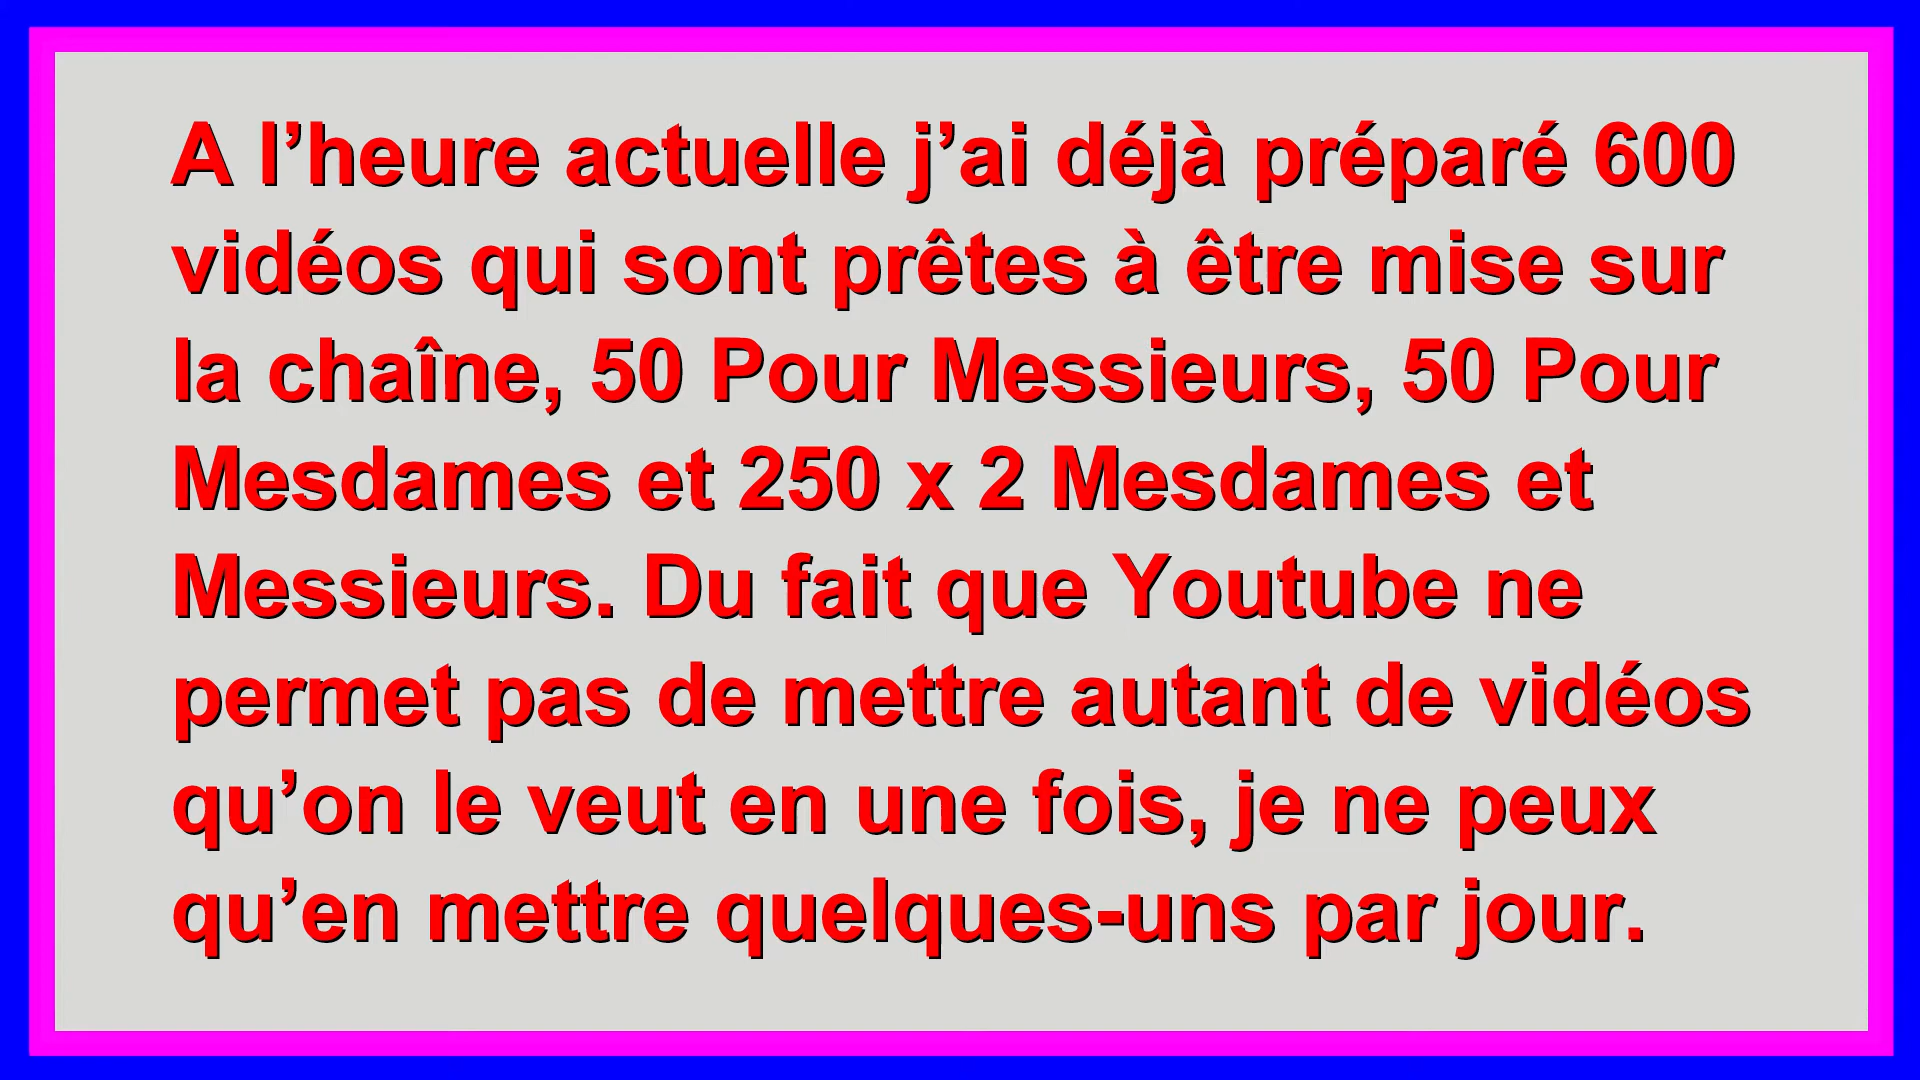 A l’heure actuelle j’ai déjà préparé 600
vidéos qui sont prêtes à être mise sur
la chaîne, 50 Pour Messieurs, 50 Pour
Mesdames et 250 x 2 Mesdames et
Messieurs. Du fait que Youtube ne
permet pas de mettre autant de vidéos
qu’on le veut en une fois, je ne peux
qu’en mettre quelques-uns par jour.